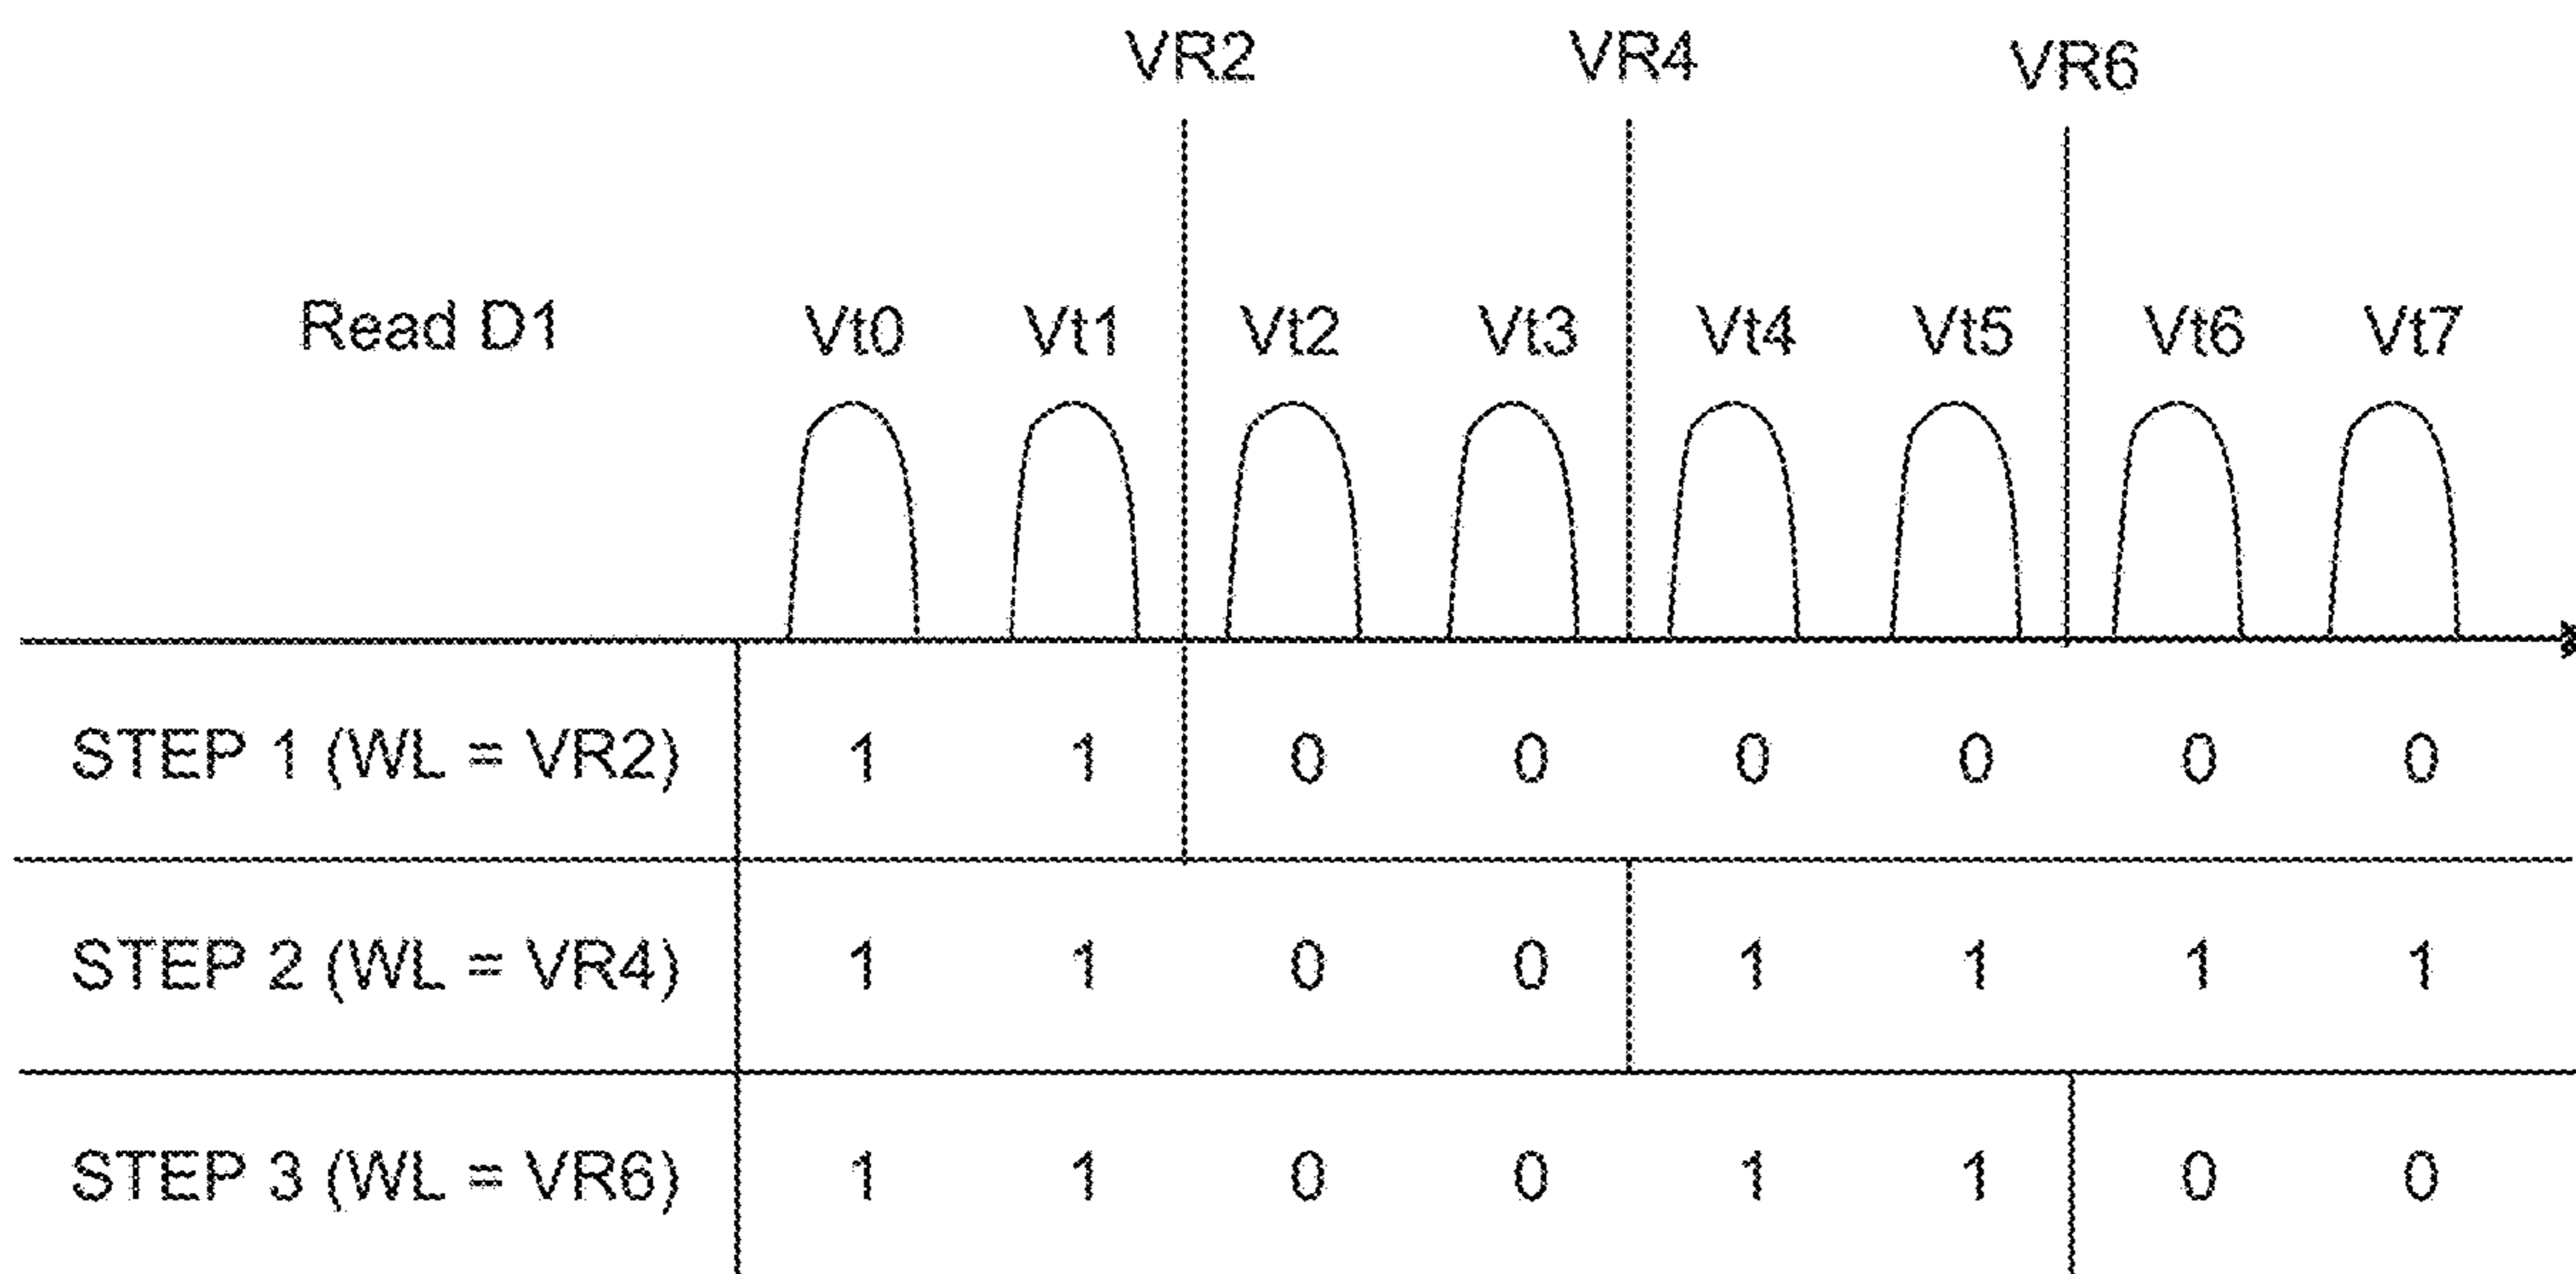 VR2 VR4 VR6
Read D1 Vt0 Vt1 Vt2 Vt3 Vt4 Vt5 Vt6 Vt7
STEP 1 (WL = VR2) 1 1 0 0 0 0 0 0
STEP 2 (WL = VR4) 1 1 0 0 1 1 1 1
STEP 3 (WL = VR6) 1 1 0 0 1 1 0 0